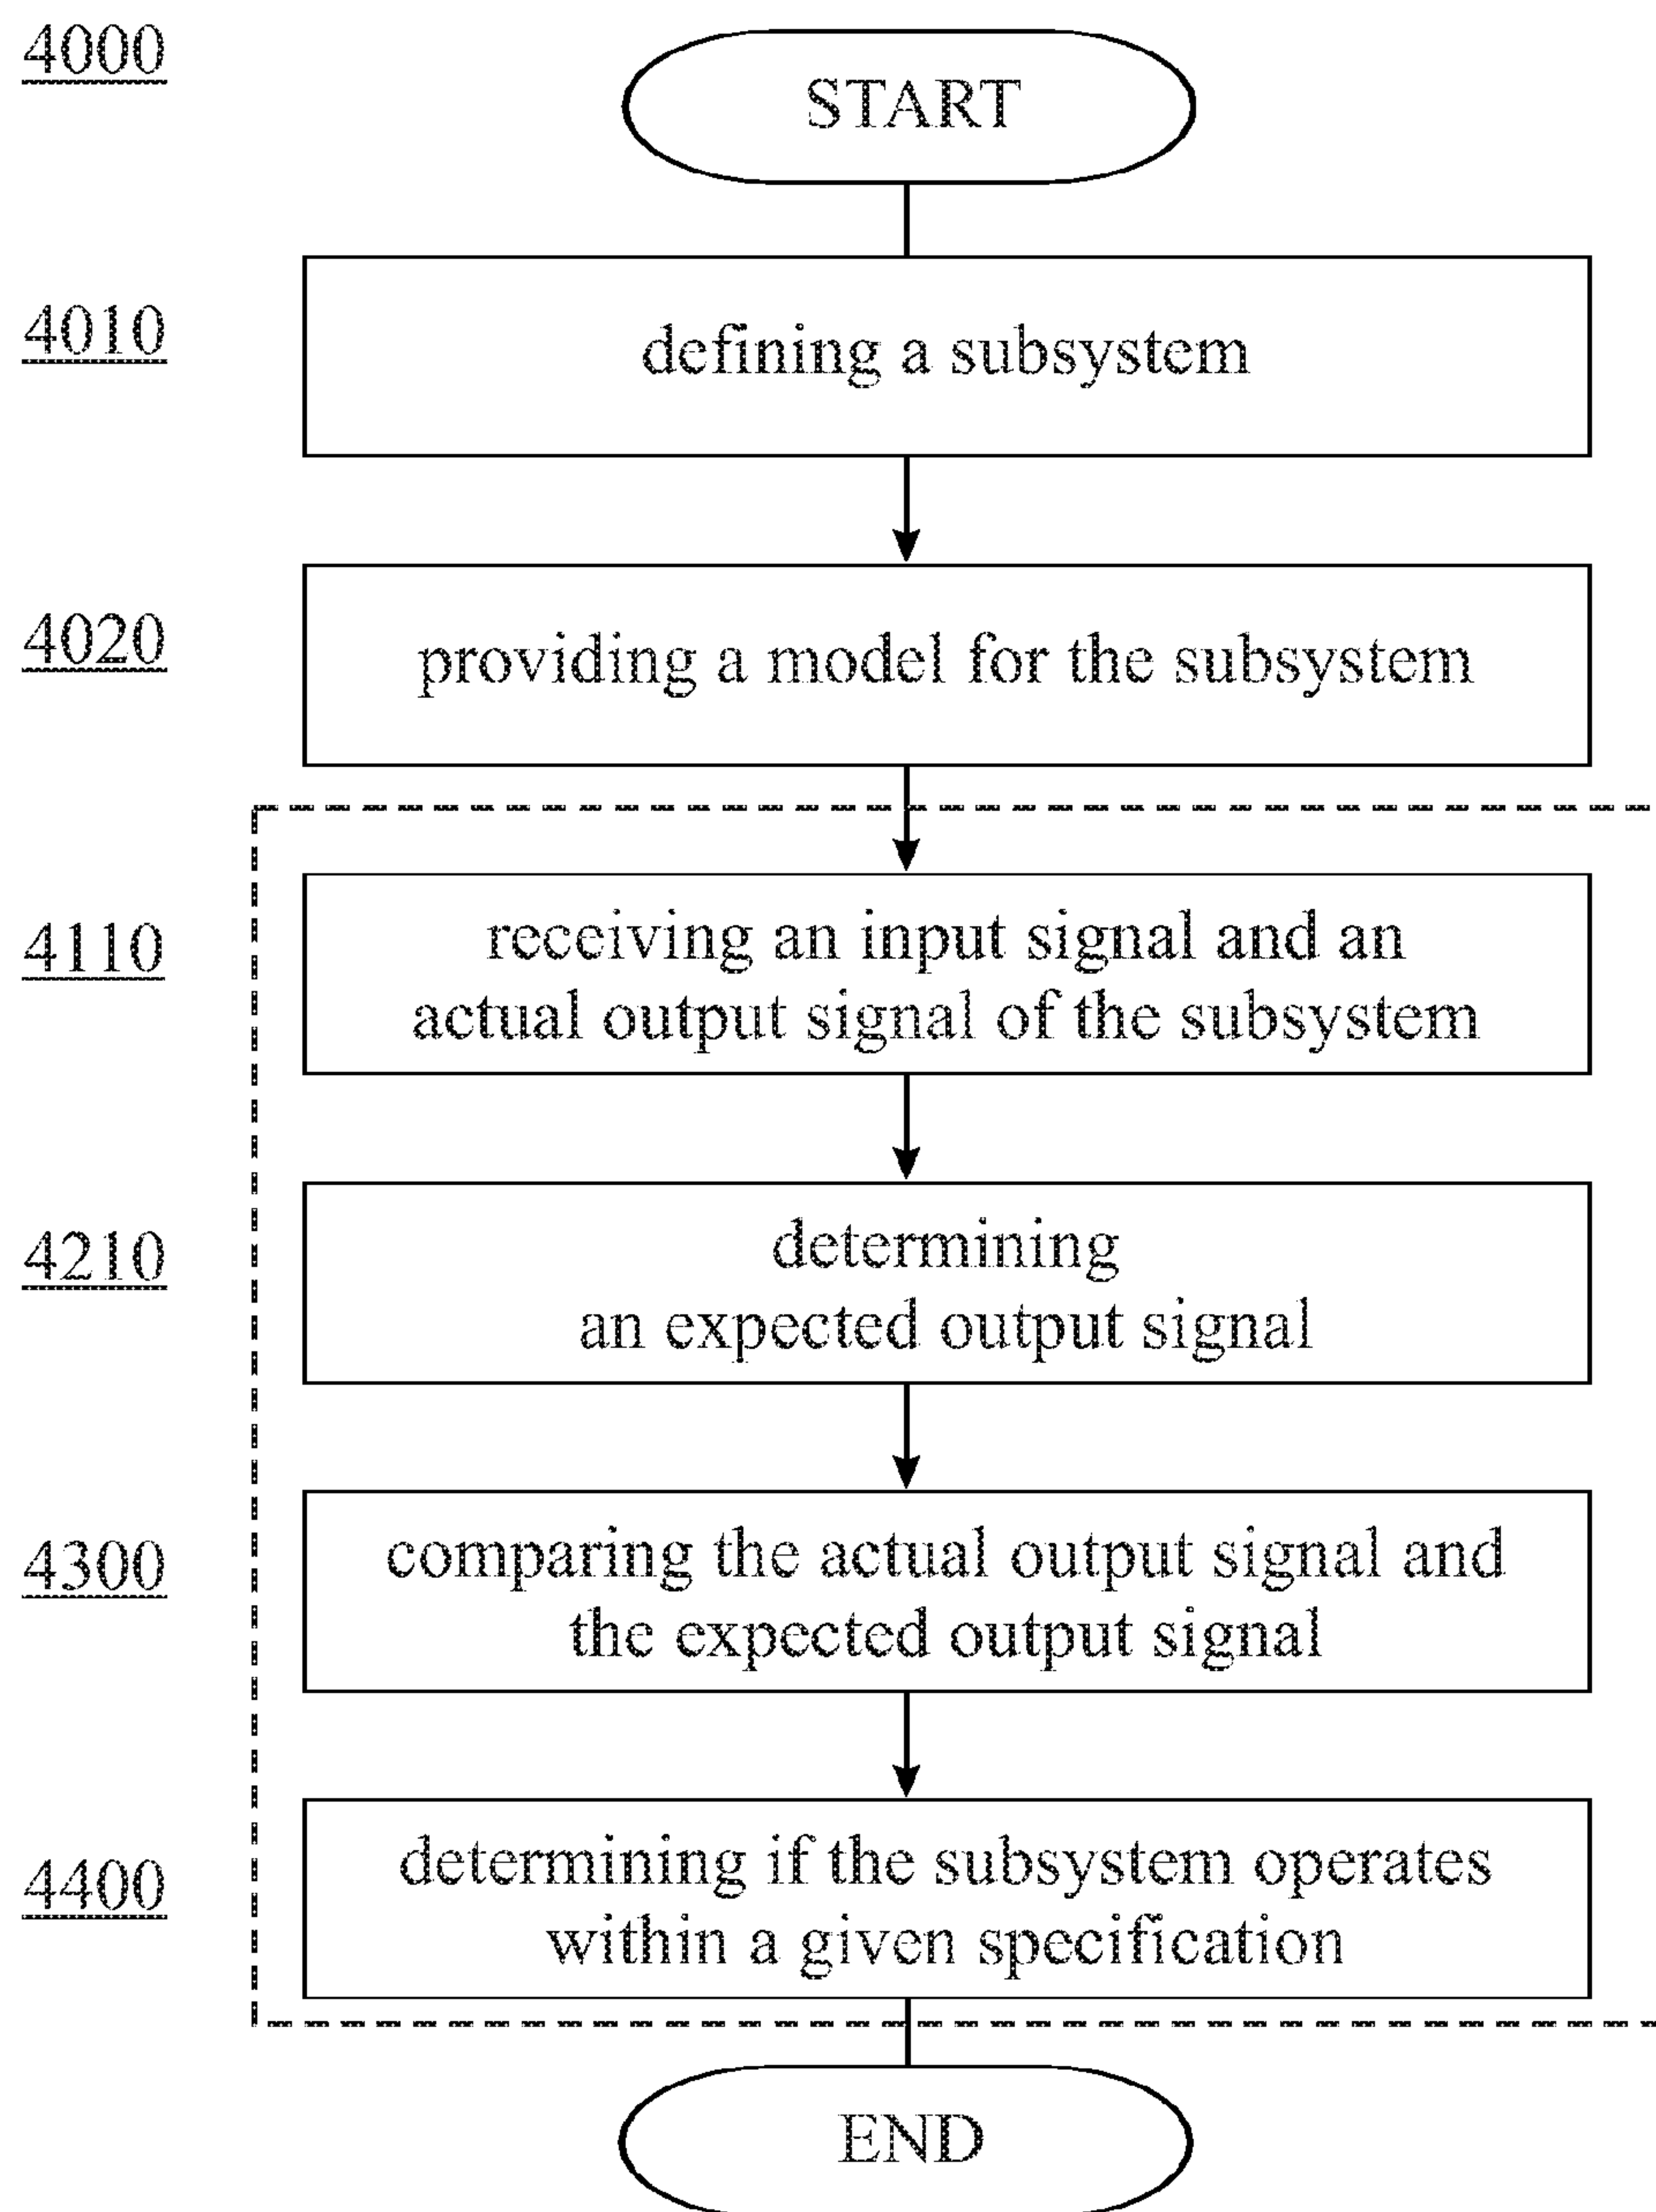 4000
START
4010
defining a subsystem
4020
providing a model for the subsystem
4110
receiving an input signal and an
actual output signal of the subsystem
4210
determining
an expected output signal
4300
comparing the actual output signal and
the expected output signal
4400
determining if the subsystem operates
within a given specification
END